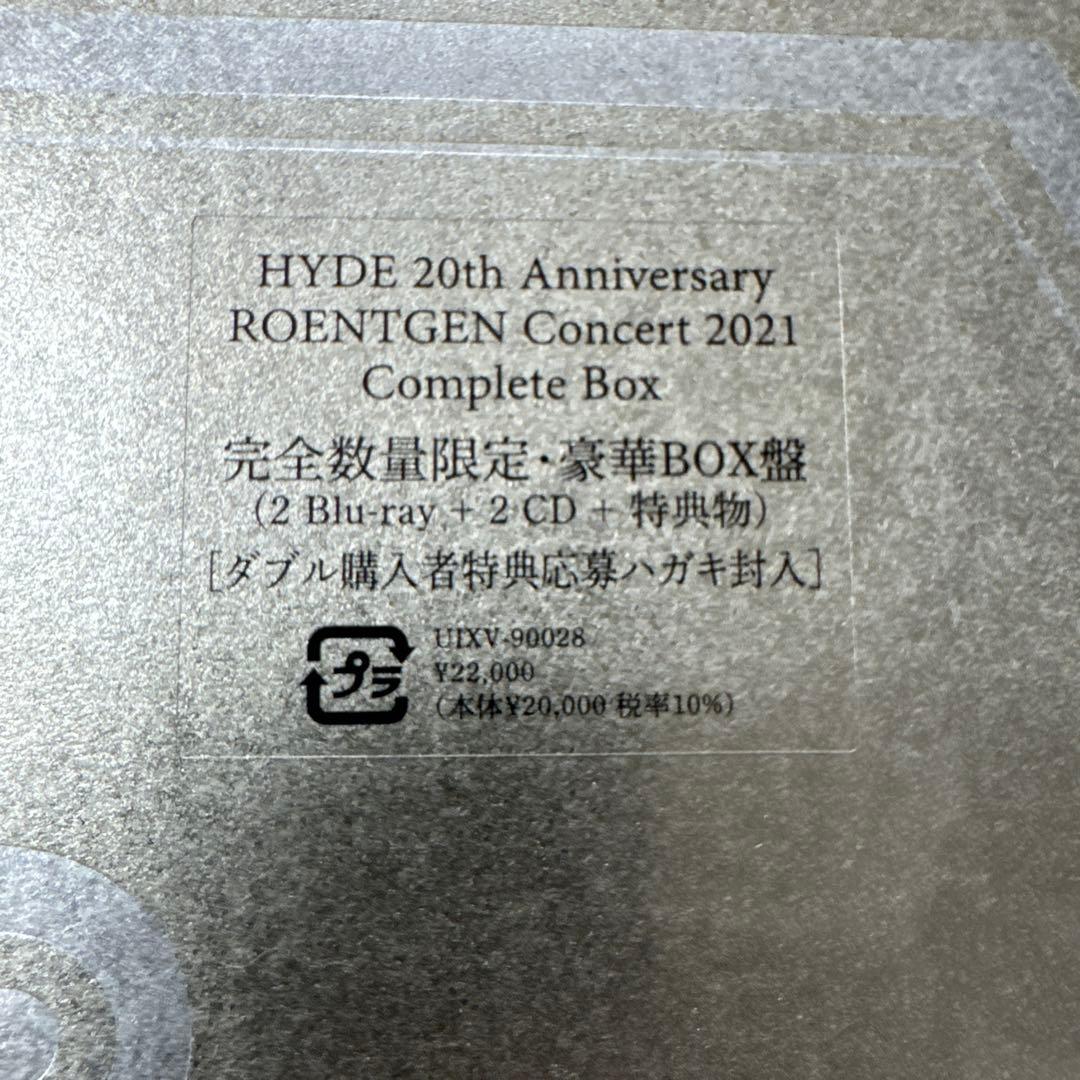 HYDE 20th Anniversary
ROENTGEN Concert 2021
Complete Box
完全数量限定・豪華BOX盤
（2 Blu-ray + 2 CD + 特典物）
［ダブル購入者特典応募ハガキ封入］
プラ
UIXV-90028
¥22,000
（本体¥20,000 税率10%）